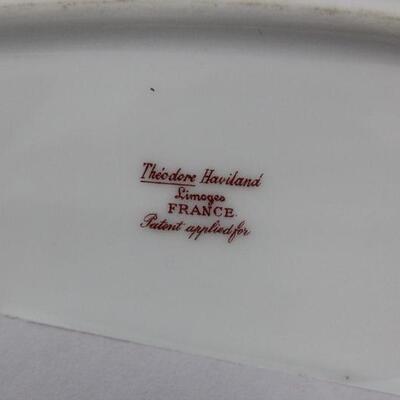 Théodore Haviland
Limoges
FRANCE.
Patent applied for